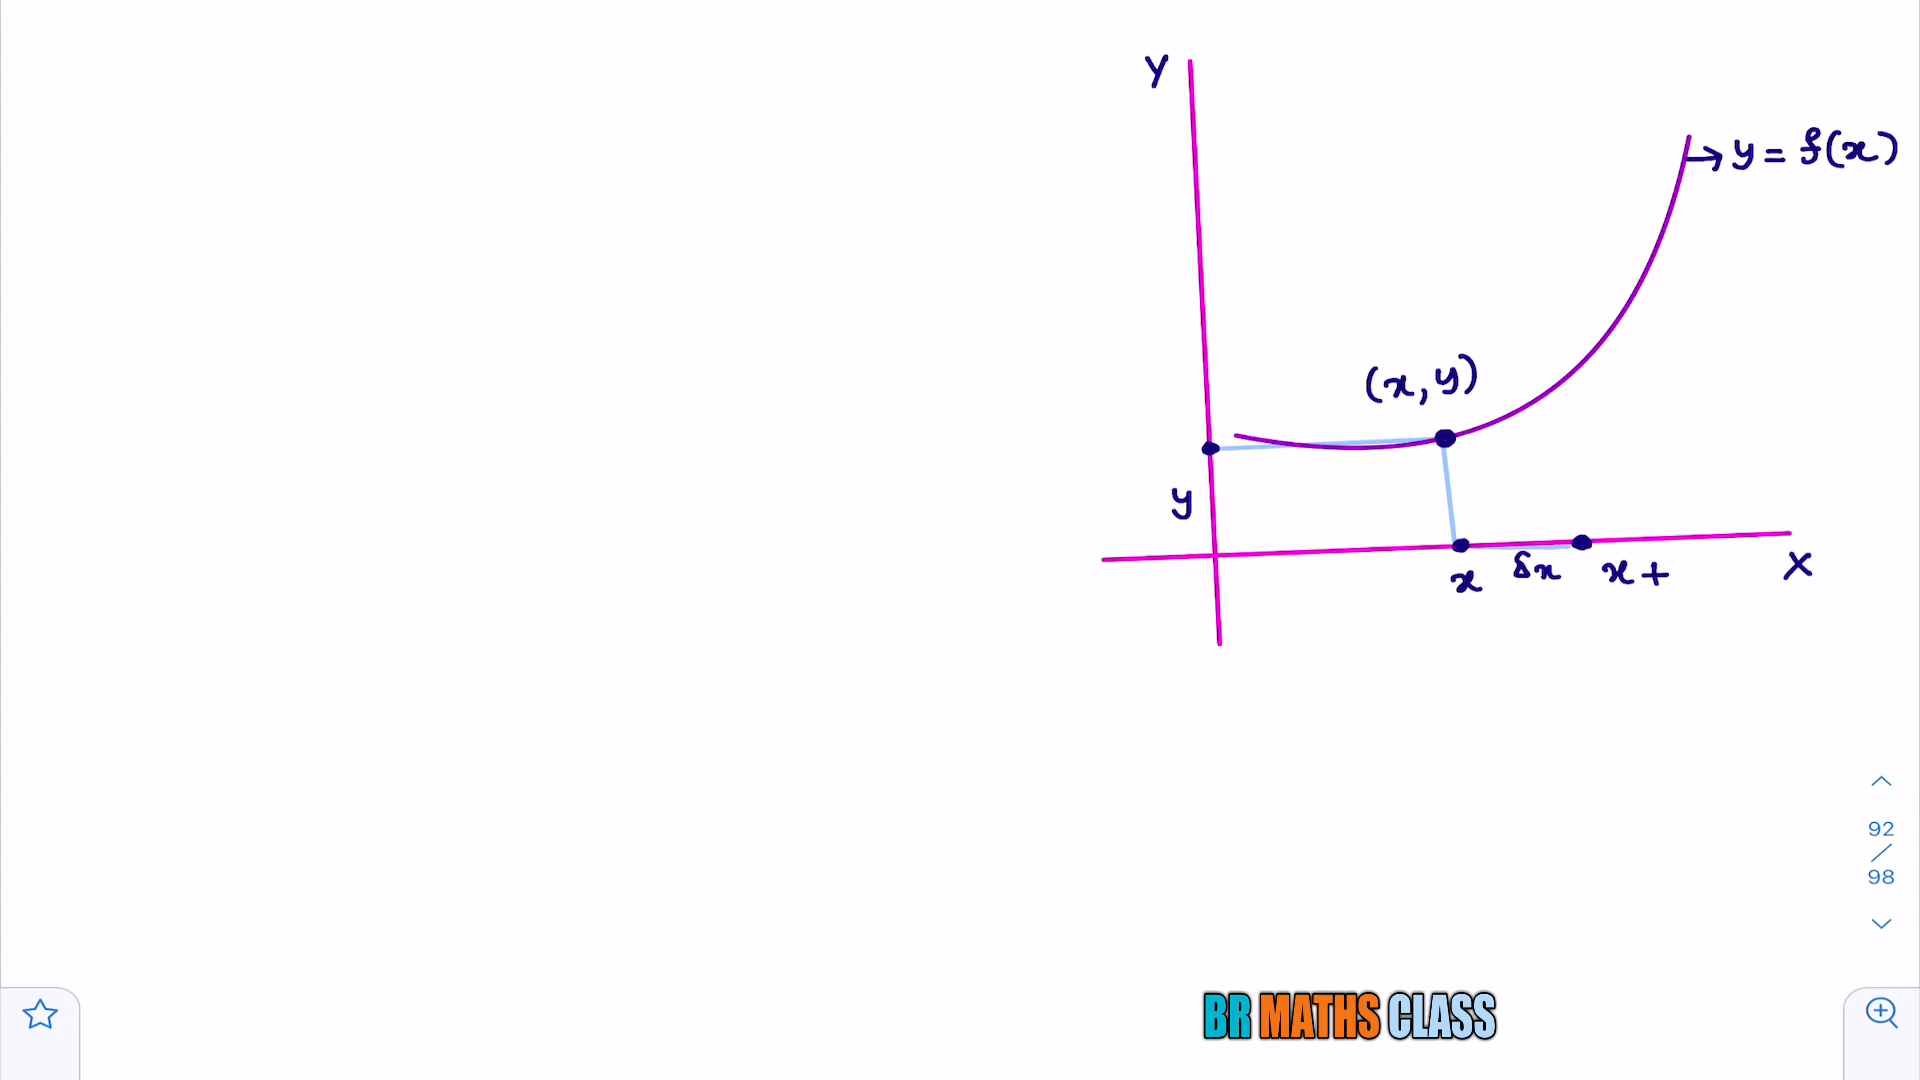 Y
y = f(x)
(x, y)
y
x δx x +
X
92
/
98
BR MATHS CLASS